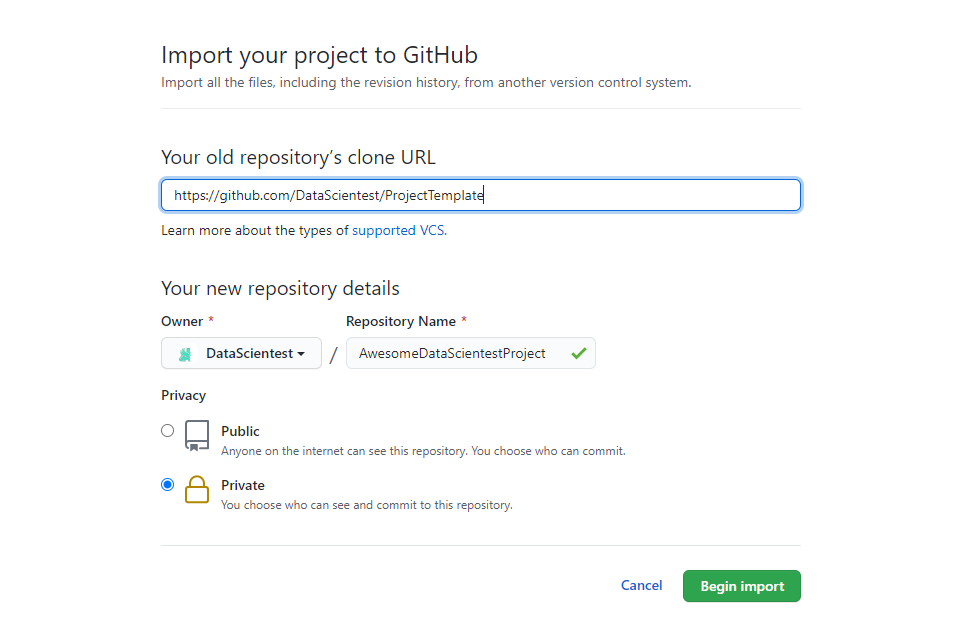 Import your project to GitHub
Import all the files, including the revision history, from another version control system.
Your old repository’s clone URL
https://github.com/DataScientest/ProjectTemplate
Learn more about the types of supported VCS.
Your new repository details
Owner * Repository Name *
DataScientest / AwesomeDataScientestProject
Privacy
Public
Anyone on the internet can see this repository. You choose who can commit.
Private
You choose who can see and commit to this repository.
Cancel Begin import